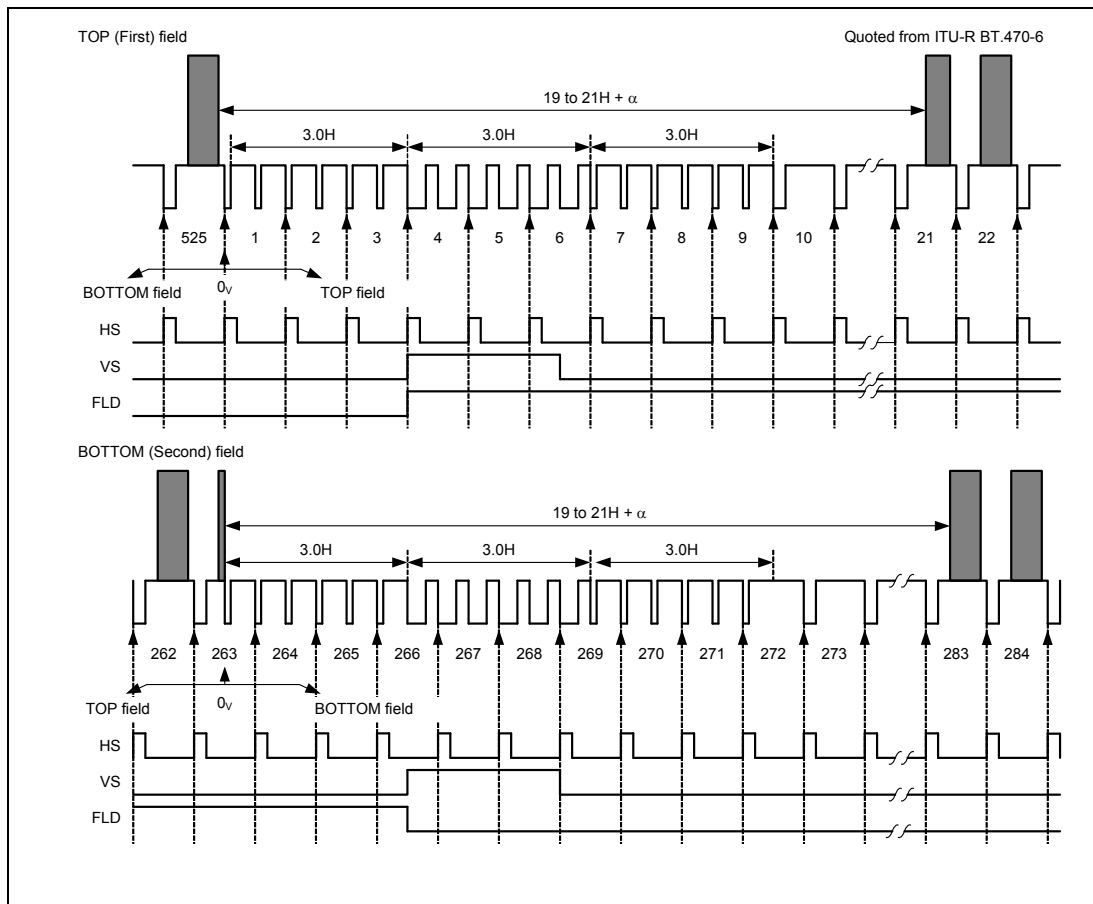 TOP (First) field Quoted from ITU-R BT.470-6
19 to 21H + α
3.0H 3.0H 3.0H
525 1 2 3 4 5 6 7 8 9 10 21 22
0V
BOTTOM field TOP field
HS
VS
FLD
BOTTOM (Second) field
19 to 21H + α
3.0H 3.0H 3.0H
262 263 264 265 266 267 268 269 270 271 272 273 283 284
0V
TOP field BOTTOM field
HS
VS
FLD